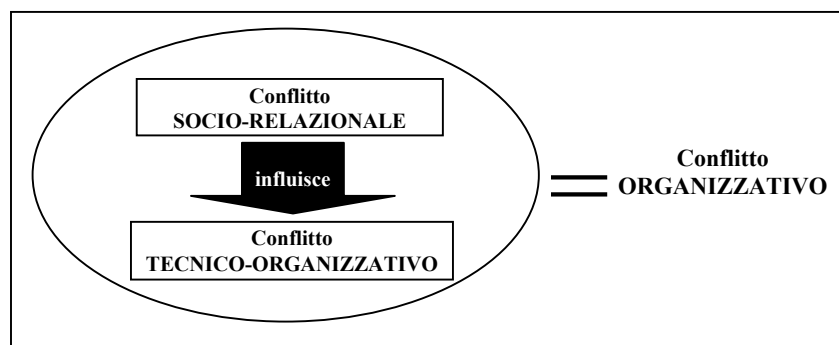 Conflitto
SOCIO-RELAZIONALE
influisce
Conflitto
TECNICO-ORGANIZZATIVO
Conflitto
ORGANIZZATIVO